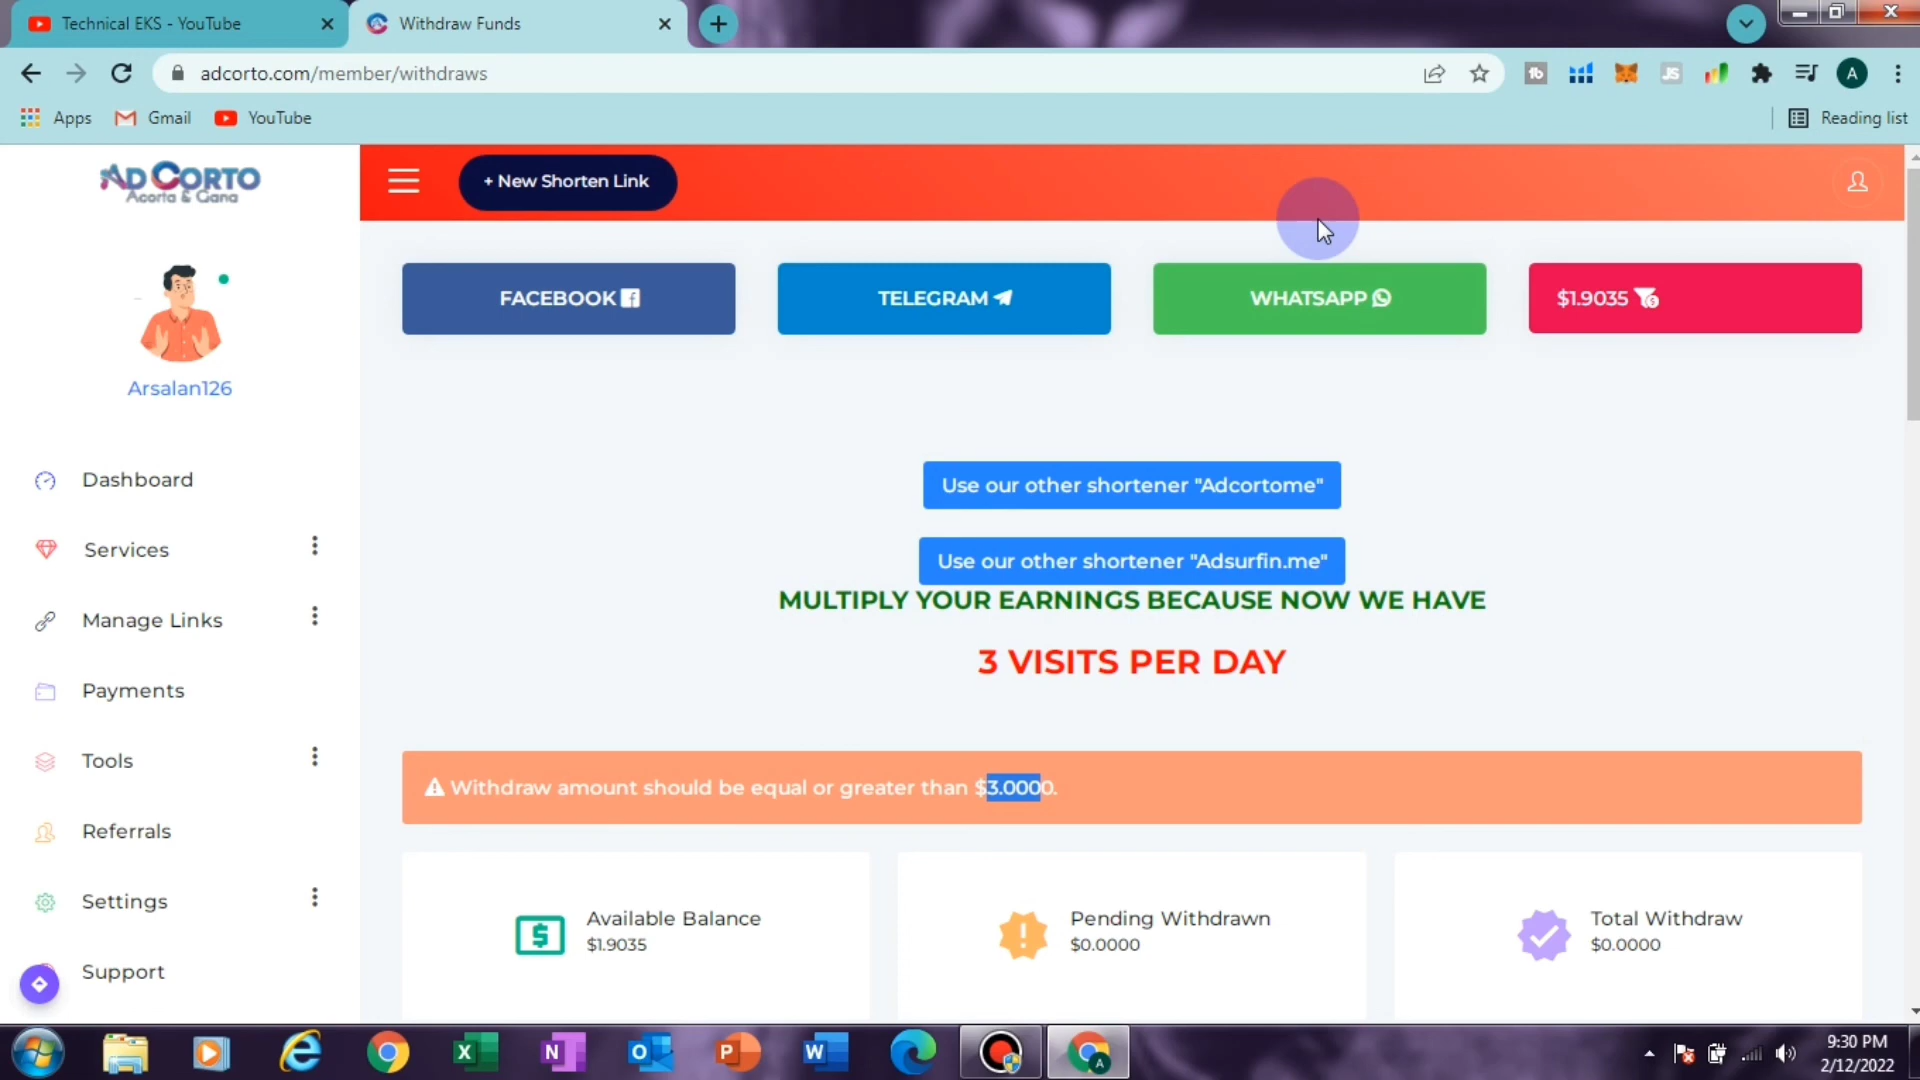 Technical EKS - YouTube
Withdraw Funds
adcorto.com/member/withdraws
Apps
Gmail
YouTube
Reading list
AD CORTO
Acorta & Gana
+ New Shorten Link
FACEBOOK
TELEGRAM
WHATSAPP
$1.9035
Arsalan126
Use our other shortener "Adcortome"
Use our other shortener "Adsurfin.me"
MULTIPLY YOUR EARNINGS BECAUSE NOW WE HAVE
3 VISITS PER DAY
Dashboard
Services
Manage Links
Payments
Tools
Referrals
Settings
Support
Withdraw amount should be equal or greater than $3.0000.
Available Balance
$1.9035
Pending Withdrawn
$0.0000
Total Withdraw
$0.0000
9:30 PM
2/12/2022